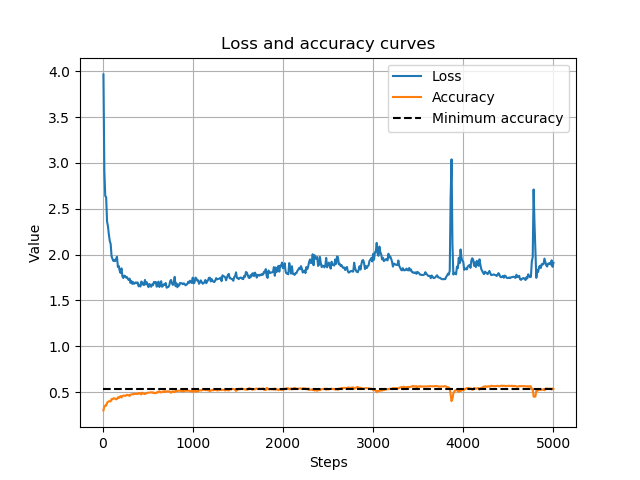 Loss and accuracy curves
Loss
Accuracy
Minimum accuracy
Value
4.0
3.5
3.0
2.5
2.0
1.5
1.0
0.5
0
1000
2000
3000
4000
5000
Steps